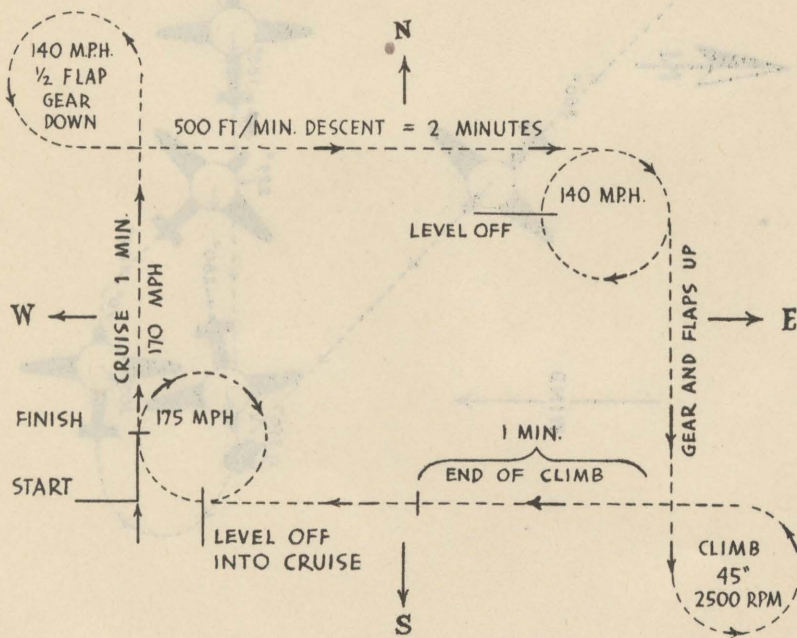 N
140 M.P.H.
½ FLAP
GEAR
DOWN
500 FT/MIN. DESCENT = 2 MINUTES
140 M.P.H.
LEVEL OFF
CRUISE 1 MIN.
170 MPH
GEAR AND FLAPS UP
W
E
175 MPH
FINISH
START
1 MIN.
END OF CLIMB
LEVEL OFF
INTO CRUISE
CLIMB
45"
2500 RPM
S